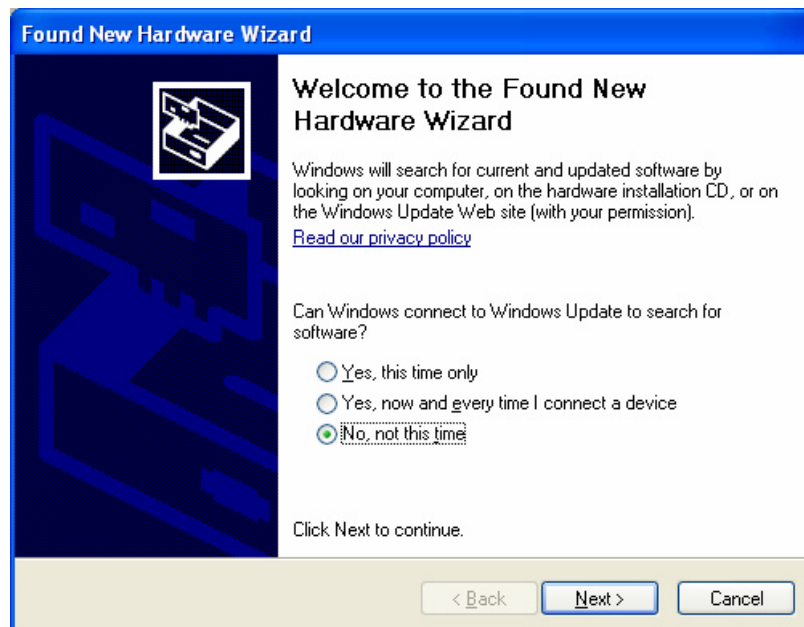 Found New Hardware Wizard
Welcome to the Found New
Hardware Wizard
Windows will search for current and updated software by
looking on your computer, on the hardware installation CD, or on
the Windows Update Web site (with your permission).
Read our privacy policy
Can Windows connect to Windows Update to search for
software?
Yes, this time only
Yes, now and every time I connect a device
No, not this time
Click Next to continue.
< Back Next > Cancel